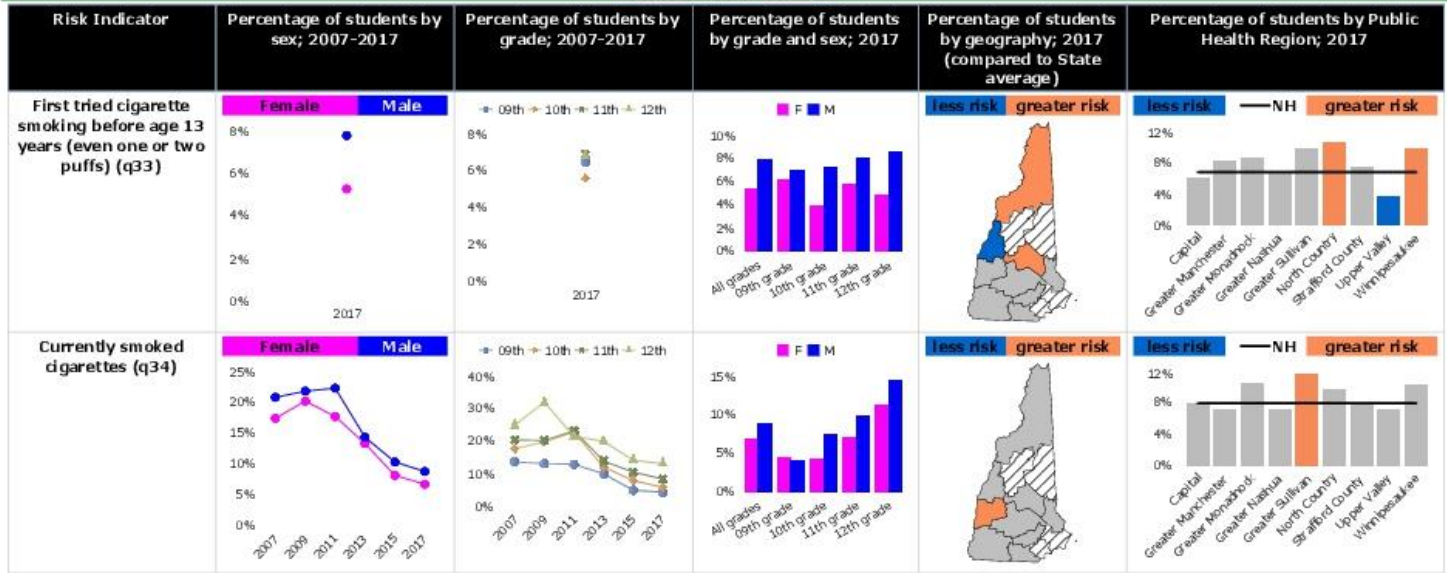 Risk Indicator
Percentage of students by
sex; 2007-2017
Percentage of students by
grade; 2007-2017
Percentage of students
by grade and sex; 2017
Percentage of students
by geography; 2017
(compared to State
average)
Percentage of students by Public
Health Region; 2017
First tried cigarette
smoking before age 13
years (even one or two
puffs) (q33)
Female Male
8%
6%
4%
2%
0%
2017
09th 10th 11th 12th
8%
6%
4%
2%
0%
2017
F M
10%
8%
6%
4%
2%
0%
All grades
09th grade
10th grade
11th grade
12th grade
less risk greater risk
less risk NH greater risk
12%
8%
4%
0%
Capital
Greater Manchester
Greater Monadnock
Greater Nashua
Greater Sullivan
North Country
Strafford County
Upper Valley
Winnipesaukee
Currently smoked
cigarettes (q34)
Female Male
25%
20%
15%
10%
5%
0%
2007
2009
2011
2013
2015
2017
09th 10th 11th 12th
40%
30%
20%
10%
0%
2007
2009
2011
2013
2015
2017
F M
15%
10%
5%
0%
All grades
09th grade
10th grade
11th grade
12th grade
less risk greater risk
less risk NH greater risk
12%
8%
4%
0%
Capital
Greater Manchester
Greater Monadnock
Greater Nashua
Greater Sullivan
North Country
Strafford County
Upper Valley
Winnipesaukee